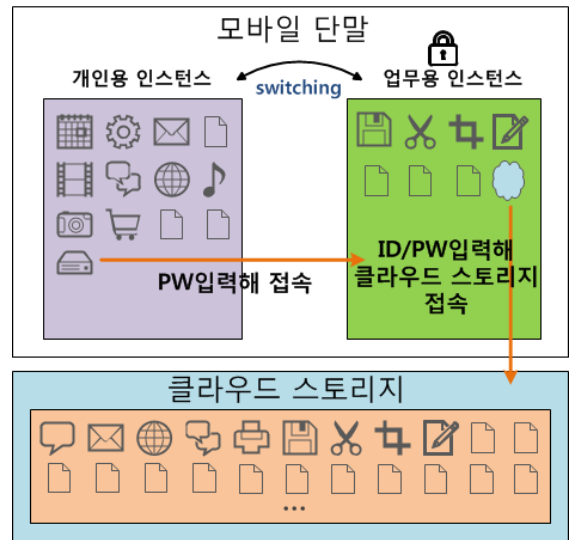 모바일 단말
개인용 인스턴스
switching
업무용 인스턴스
PW입력해 접속
ID/PW입력해
클라우드 스토리지
접속
클라우드 스토리지
...